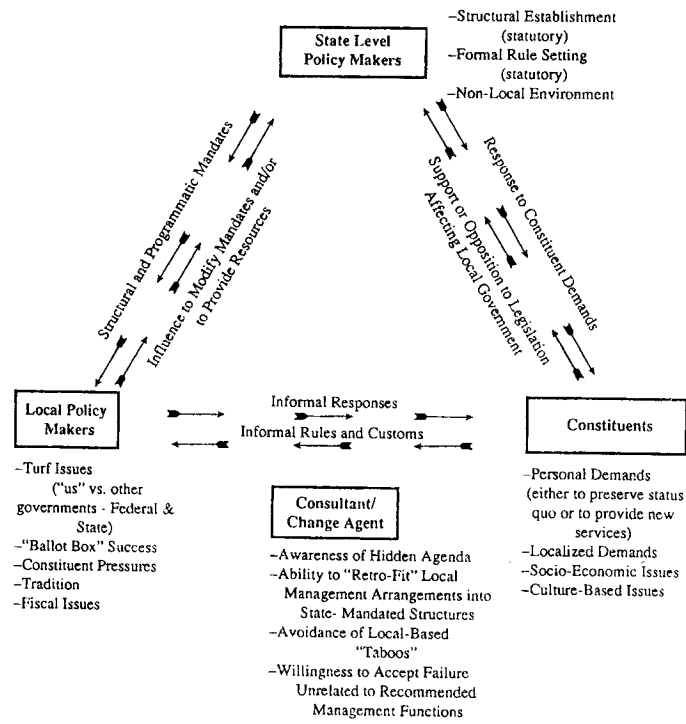 State Level
Policy Makers
–Structural Establishment
(statutory)
–Formal Rule Setting
(statutory)
–Non-Local Environment
Structural and Programmatic Mandates
Influence to Modify Mandates and/or
to Provide Resources
Response to Constituent Demands
Support or Opposition to Legislation
Affecting Local Government
Local Policy
Makers
Informal Responses
Informal Rules and Customs
Constituents
–Turf Issues
("us" vs. other
governments - Federal &
State)
–"Ballot Box" Success
–Constituent Pressures
–Tradition
–Fiscal Issues
Consultant/
Change Agent
–Awareness of Hidden Agenda
–Ability to "Retro-Fit" Local
Management Arrangements into
State- Mandated Structures
–Avoidance of Local-Based
"Taboos"
–Willingness to Accept Failure
Unrelated to Recommended
Management Functions
–Personal Demands
(either to preserve status
quo or to provide new
services)
–Localized Demands
–Socio-Economic Issues
–Culture-Based Issues